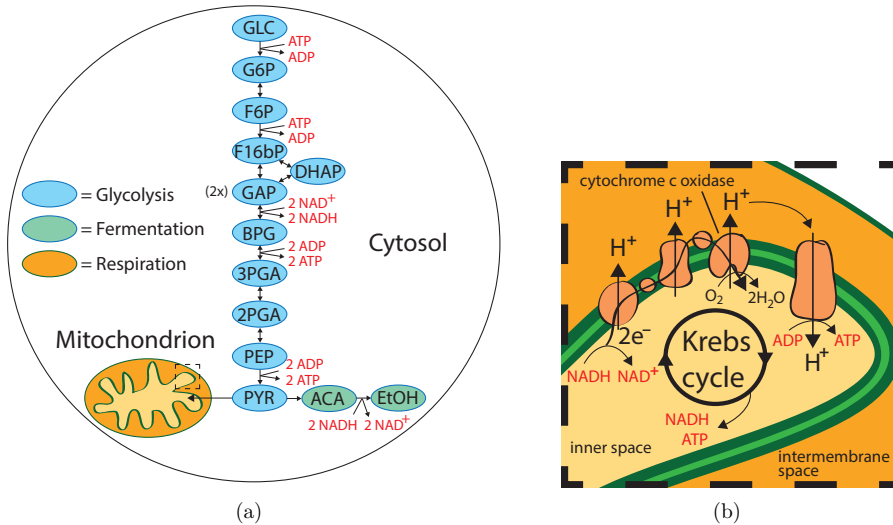 GLC
ATP
ADP
G6P
F6P
ATP
ADP
F16bP
DHAP
(2x) GAP
2 NAD+
2 NADH
BPG
2 ADP
2 ATP
3PGA
2PGA
PEP
2 ADP
2 ATP
PYR
ACA
EtOH
2 NADH
2 NAD+
= Glycolysis
= Fermentation
= Respiration
Cytosol
Mitochondrion
(a)
cytochrome c oxidase
H+
H+
H+
O₂
2H₂O
2e⁻
NADH NAD+
Krebs
cycle
ADP
ATP
H+
NADH
ATP
inner space
intermembrane
space
(b)